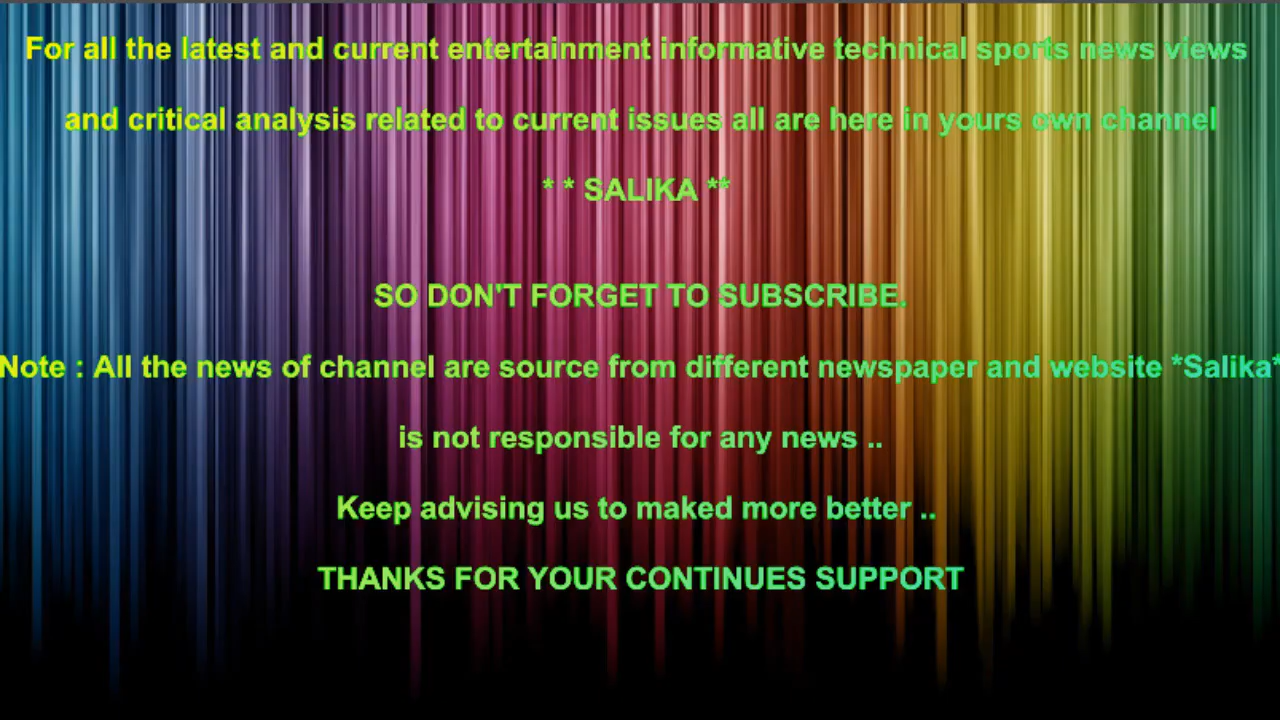 For all the latest and current entertainment informative technical sports news views
and critical analysis related to current issues all are here in yours own channel
* * SALIKA **
SO DON'T FORGET TO SUBSCRIBE.
Note : All the news of channel are source from different newspaper and website *Salika*
is not responsible for any news ..
Keep advising us to maked more better ..
THANKS FOR YOUR CONTINUES SUPPORT